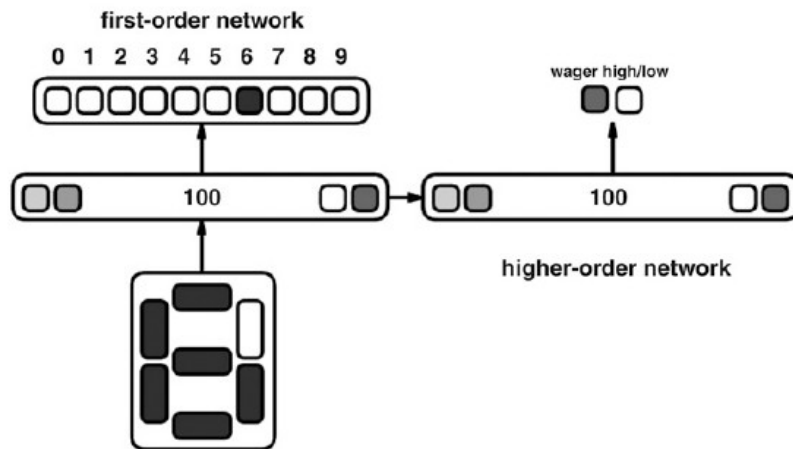 first-order network
0 1 2 3 4 5 6 7 8 9
wager high/low
100
100
higher-order network